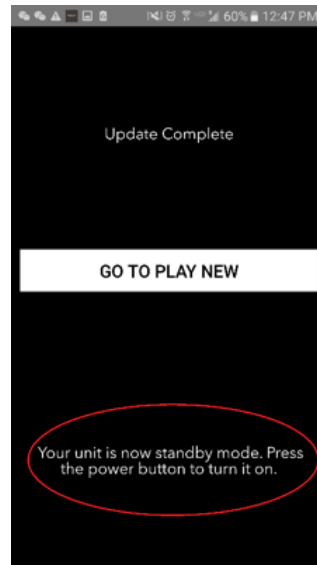 60% 12:47 PM
Update Complete
GO TO PLAY NEW
Your unit is now standby mode. Press
the power button to turn it on.